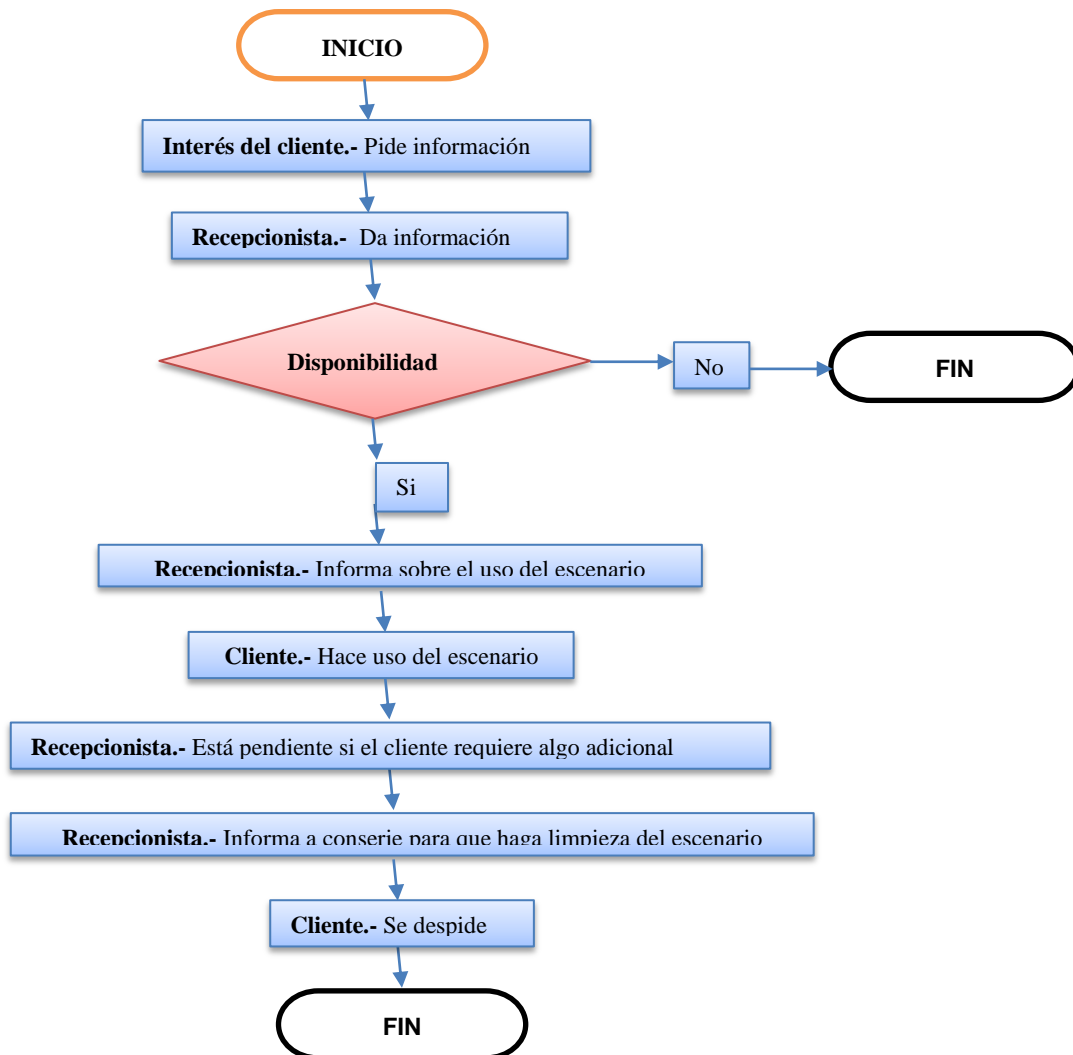 INICIO
Interés del cliente.- Pide información
Recepcionista.- Da información
Disponibilidad
No
FIN
Si
Recepcionista.- Informa sobre el uso del escenario
Cliente.- Hace uso del escenario
Recepcionista.- Está pendiente si el cliente requiere algo adicional
Recepcionista.- Informa a conserie para que haga limpieza del escenario
Cliente.- Se despide
FIN